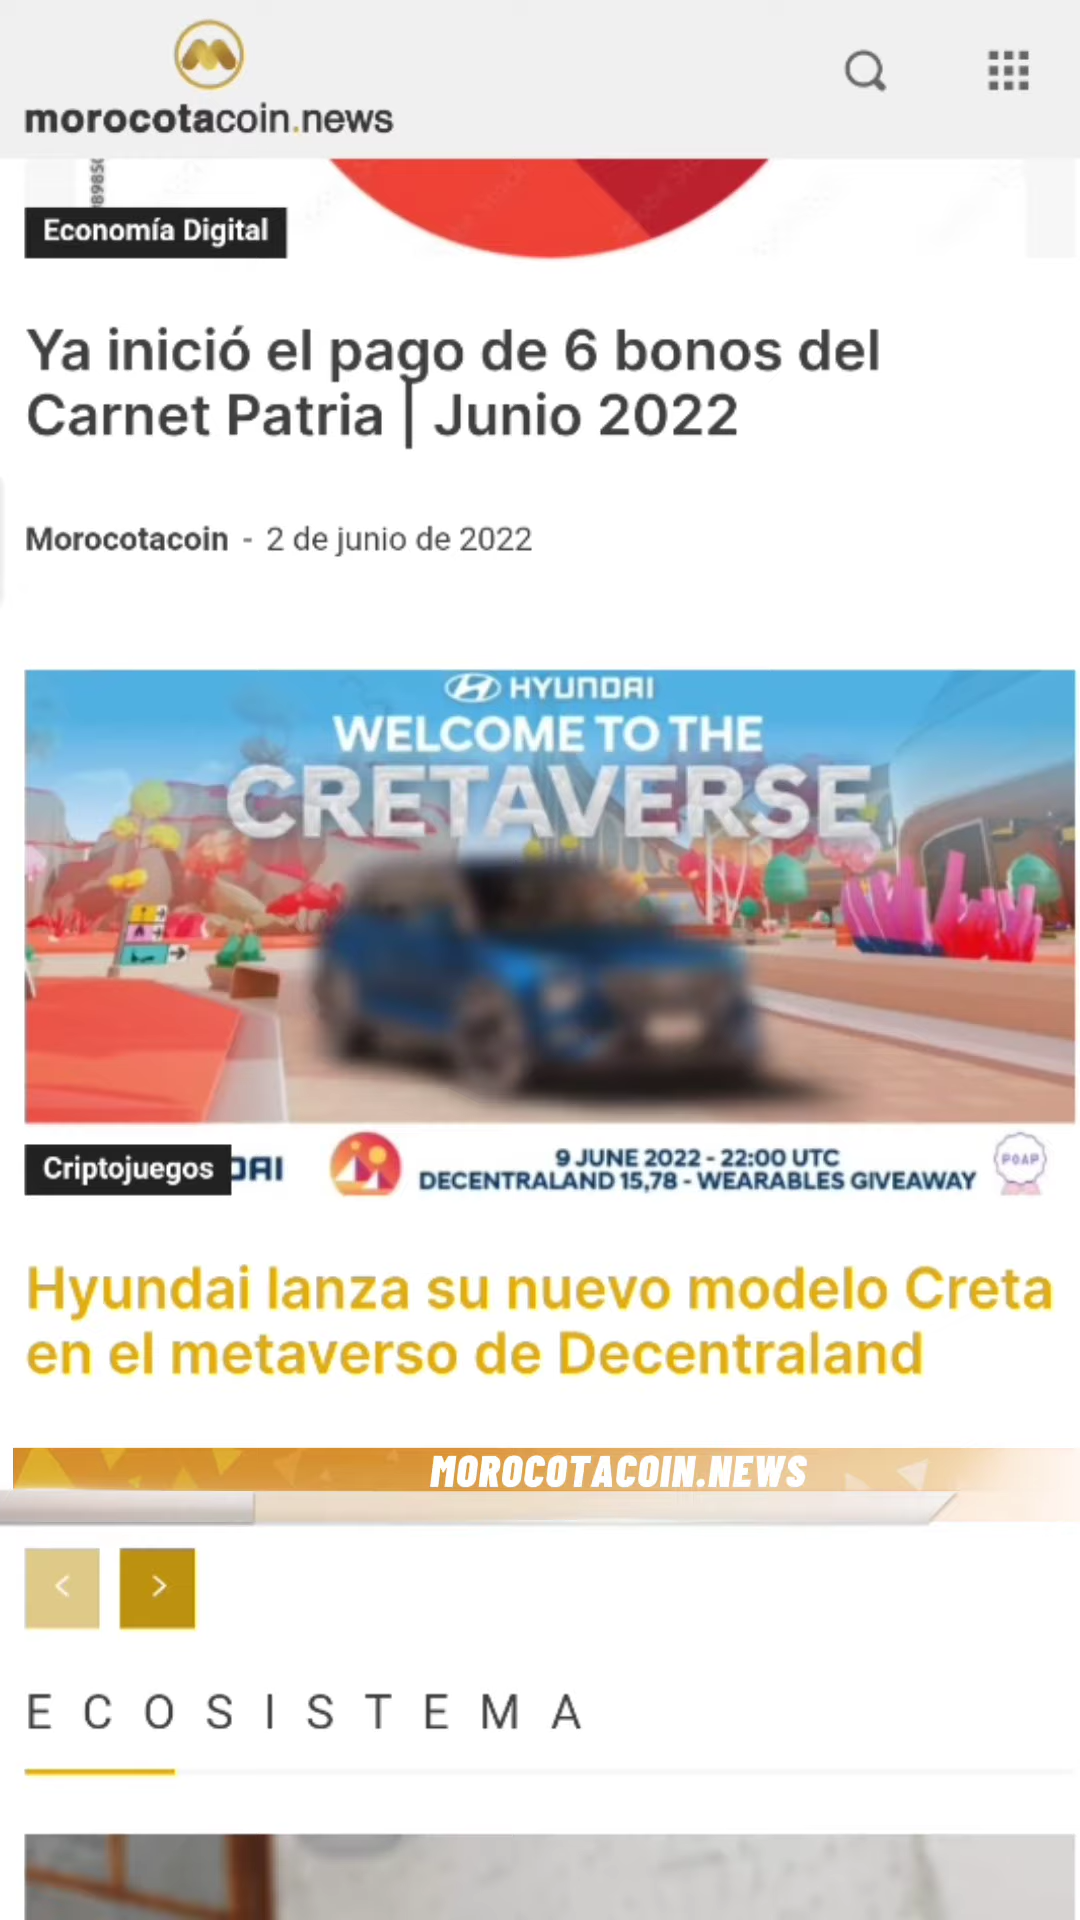 morocotacoin.news
Economía Digital
Ya inició el pago de 6 bonos del
Carnet Patria | Junio 2022
Morocotacoin - 2 de junio de 2022
HYUNDAI
WELCOME TO THE
CRETAVERSE
Criptojuegos
9 JUNE 2022 - 22:00 UTC
DECENTRALAND 15,78 - WEARABLES GIVEAWAY
POAP
Hyundai lanza su nuevo modelo Creta
en el metaverso de Decentraland
MOROCOTACOIN.NEWS
ECOSISTEMA